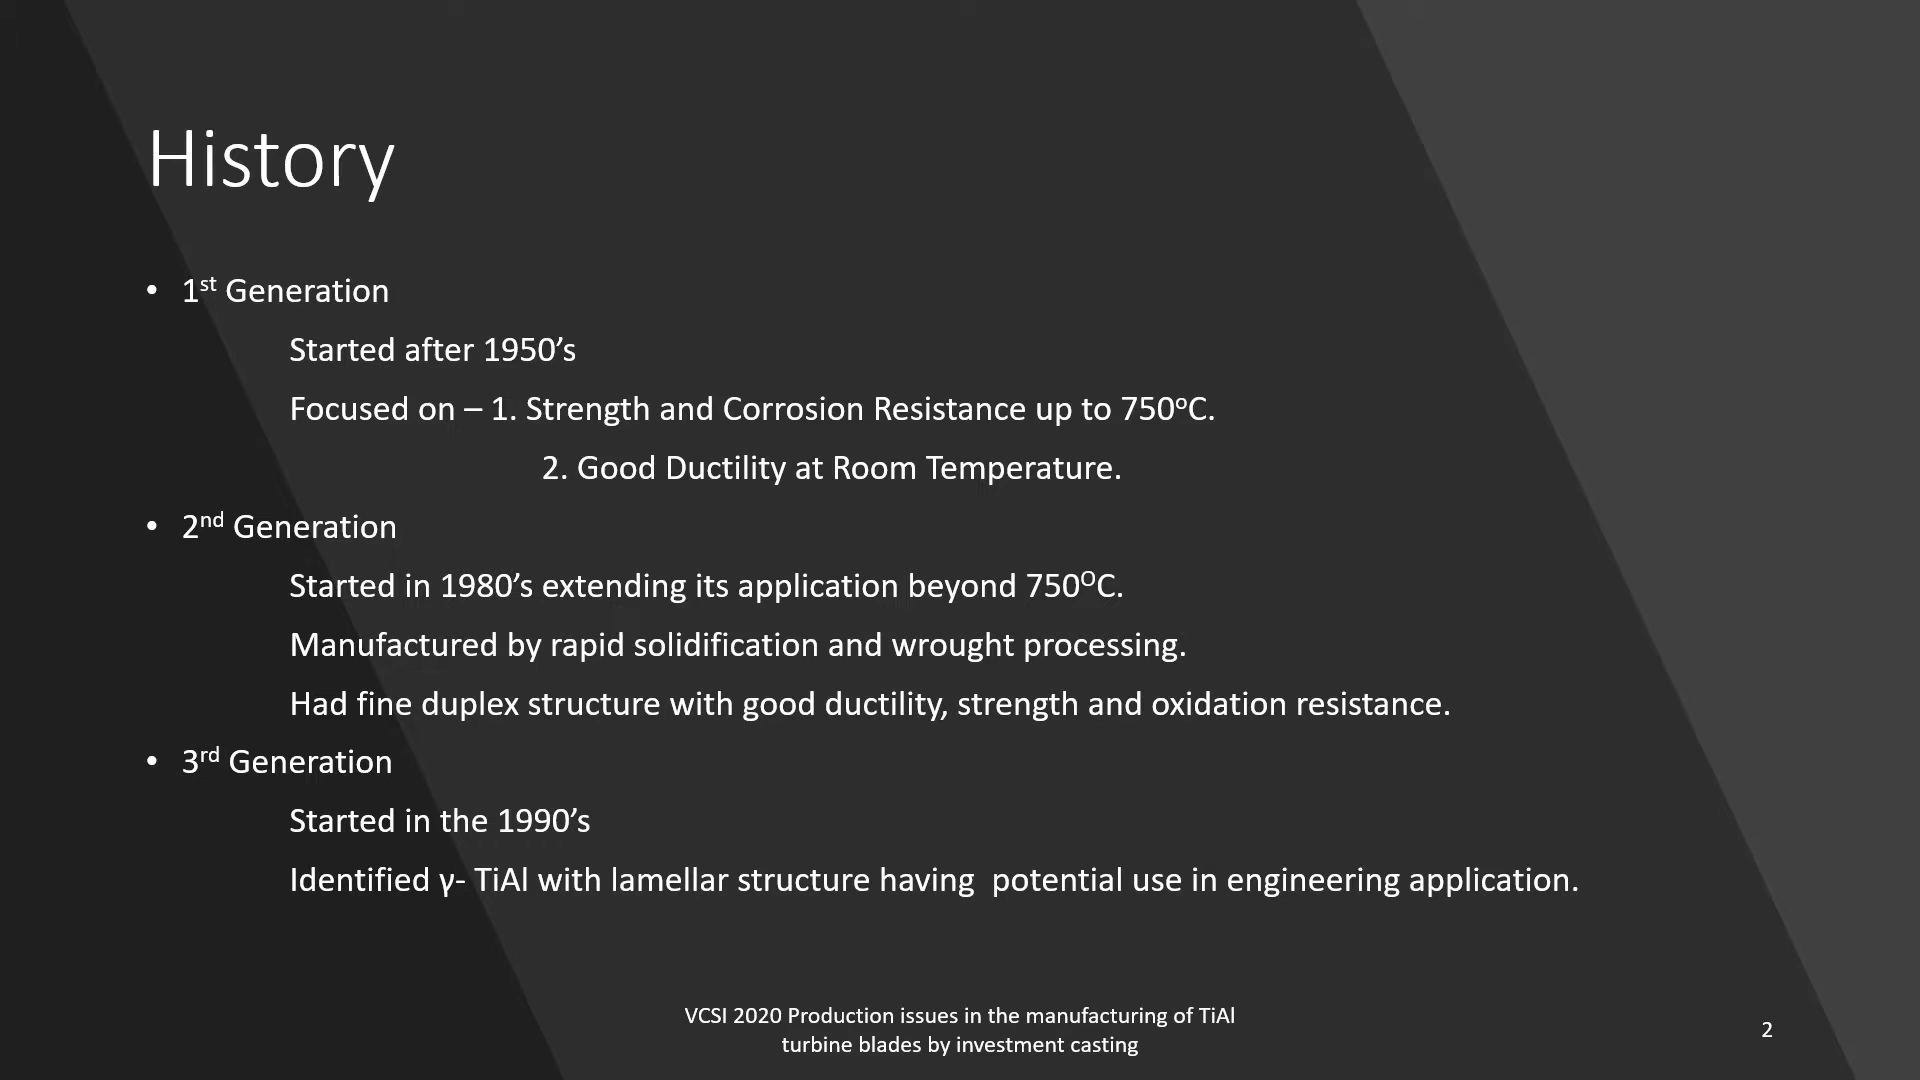 History
• 1st Generation
Started after 1950’s
Focused on – 1. Strength and Corrosion Resistance up to 750oC.
2. Good Ductility at Room Temperature.
• 2nd Generation
Started in 1980’s extending its application beyond 750OC.
Manufactured by rapid solidification and wrought processing.
Had fine duplex structure with good ductility, strength and oxidation resistance.
• 3rd Generation
Started in the 1990’s
Identified γ- TiAl with lamellar structure having  potential use in engineering application.
VCSI 2020 Production issues in the manufacturing of TiAl
turbine blades by investment casting
2